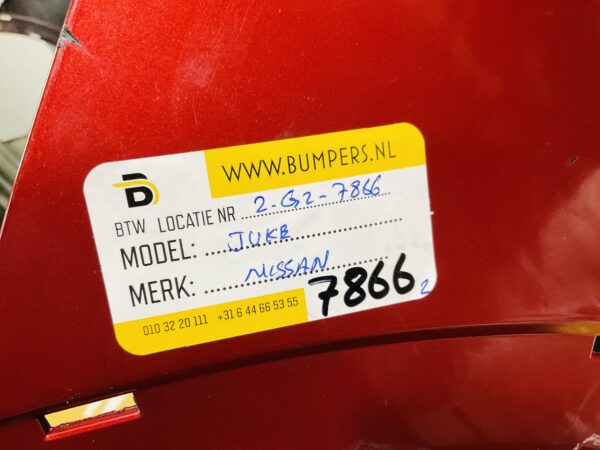 WWW.BUMPERS.NL
BTW LOCATIE NR 2-G2-7866
MODEL: JUKE
MERK: NISSAN
7866 2
010 32 20 111 +31 6 44 66 53 55